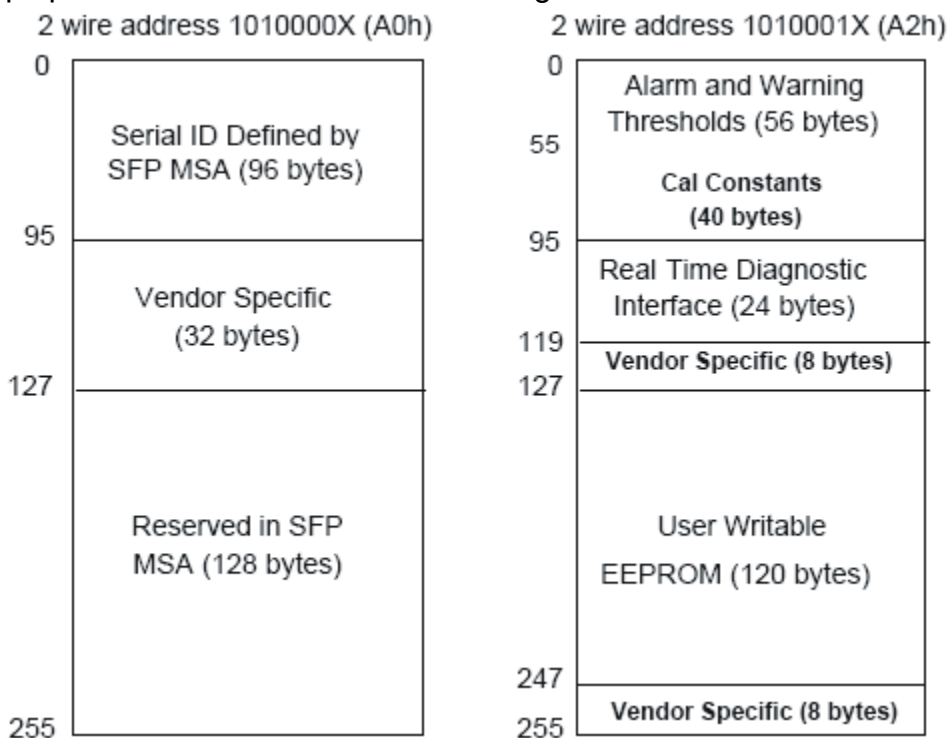 2 wire address 1010000X (A0h)
0
Serial ID Defined by
SFP MSA (96 bytes)
95
Vendor Specific
(32 bytes)
127
Reserved in SFP
MSA (128 bytes)
255
2 wire address 1010001X (A2h)
0
Alarm and Warning
Thresholds (56 bytes)
55
Cal Constants
(40 bytes)
95
Real Time Diagnostic
Interface (24 bytes)
119
Vendor Specific (8 bytes)
127
User Writable
EEPROM (120 bytes)
247
Vendor Specific (8 bytes)
255